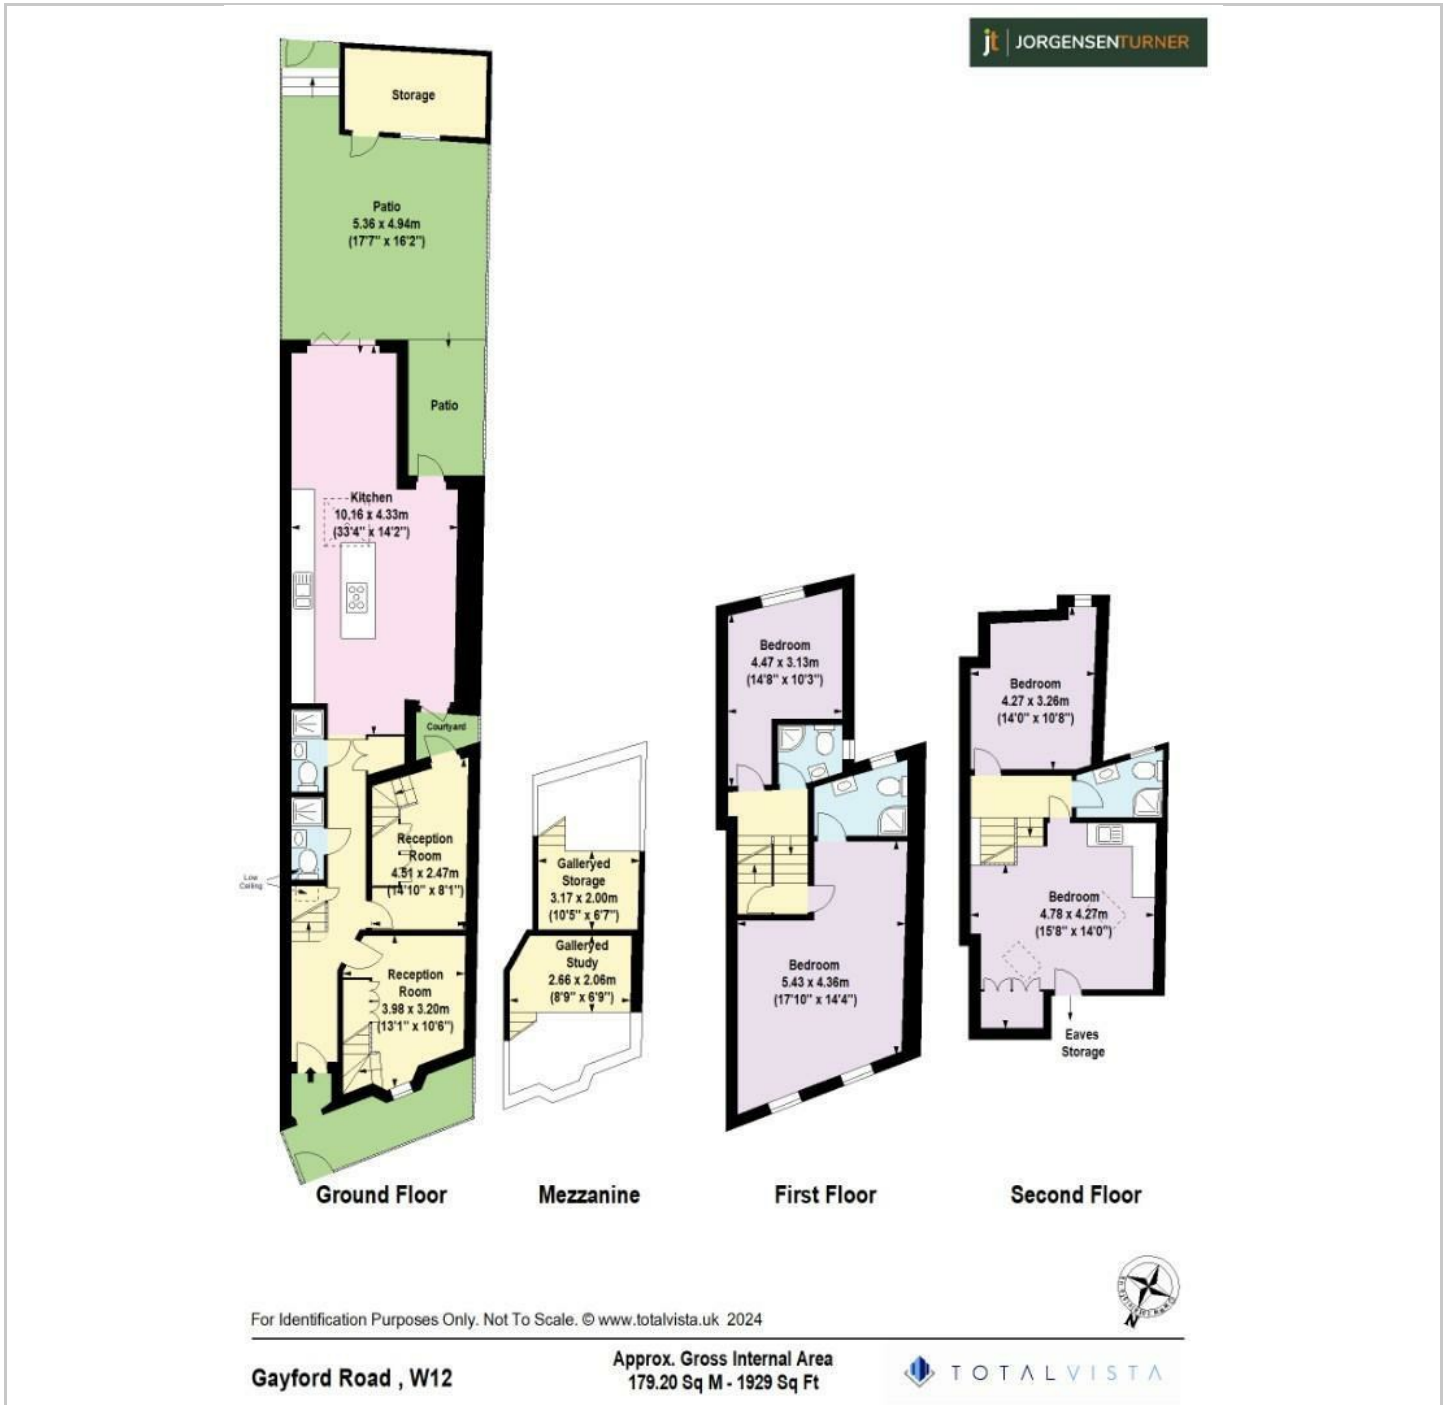 jt JORGENSENTURNER
Storage
Patio
5.36 x 4.94m
(17'7" x 16'2")
Patio
Kitchen
10.16 x 4.33m
(33'4" x 14'2")
Courtyard
Reception
Room
4.51 x 2.47m
(14'10" x 8'1")
Low
Ceiling
Reception
Room
3.98 x 3.20m
(13'1" x 10'6")
Ground Floor
Galleryed
Storage
3.17 x 2.00m
(10'5" x 6'7")
Galleryed
Study
2.66 x 2.06m
(8'9" x 6'9")
Mezzanine
Bedroom
4.47 x 3.13m
(14'8" x 10'3")
Bedroom
5.43 x 4.36m
(17'10" x 14'4")
First Floor
Bedroom
4.27 x 3.26m
(14'0" x 10'8")
Bedroom
4.78 x 4.27m
(15'8" x 14'0")
Eaves
Storage
Second Floor
N
For Identification Purposes Only. Not To Scale. © www.totalvista.uk 2024
Gayford Road , W12
Approx. Gross Internal Area
179.20 Sq M - 1929 Sq Ft
TOTALVISTA